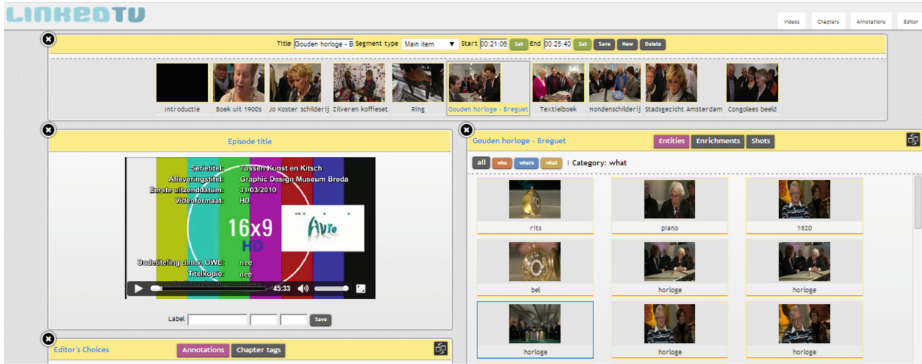 LINKEDTV
Videos Chapters Annotations Editor
Title Gouden horloge - B Segment type Main item Start 00:21:06 Set End 00:25:40 Set Save New Delete
Introductie Boek uit 1900s Jo Koster schilderij Zilveren koffieset Ring Gouden horloge - Breguet Textielboek Hondenschilderij Stadsgezicht Amsterdam Congolees beeld
Episode title
Serietitel: Tussen Kunst en Kitsch
Afleveringstitel: Graphic Design Museum Breda
Eerste uitzenddatum: 31/03/2010
Videoformaat: HD
16x9
HD
Avro
nee
Titelkopie: nee
45:33
Label Save
Editor's Choices Annotations Chapter tags
Gouden horloge - Breguet Entities Enrichments Shots
all who where what | Category: what
rits piano 1820
bel horloge horloge
horloge horloge horloge